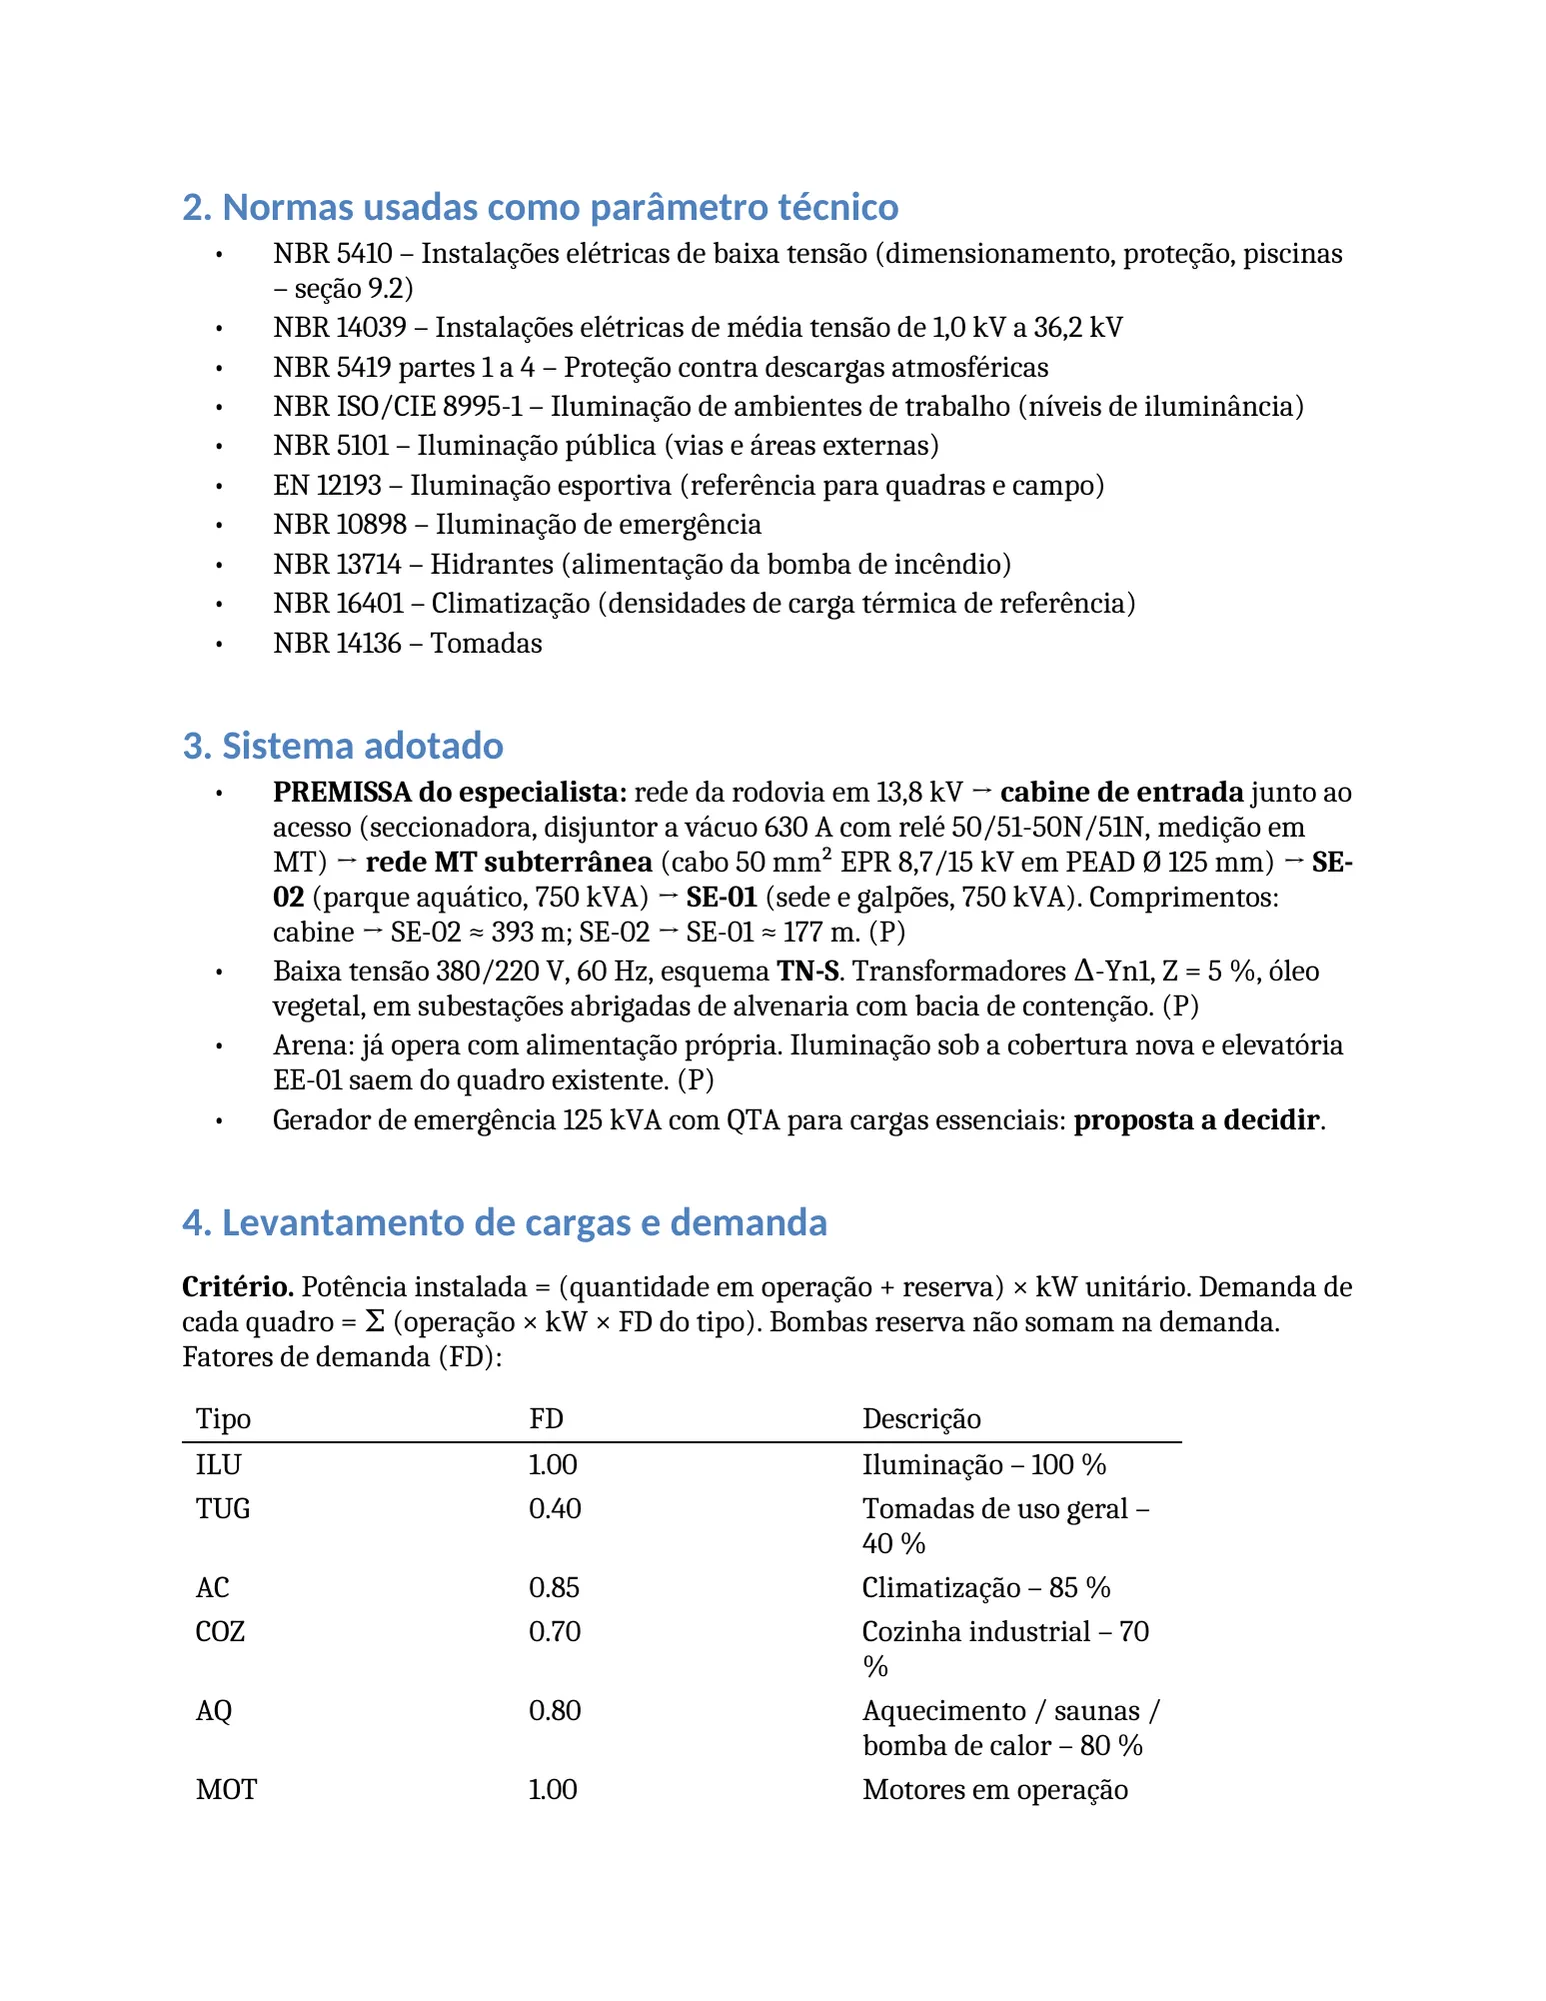 2. Normas usadas como parâmetro técnico
• NBR 5410 – Instalações elétricas de baixa tensão (dimensionamento, proteção, piscinas
– seção 9.2)
• NBR 14039 – Instalações elétricas de média tensão de 1,0 kV a 36,2 kV
• NBR 5419 partes 1 a 4 – Proteção contra descargas atmosféricas
• NBR ISO/CIE 8995-1 – Iluminação de ambientes de trabalho (níveis de iluminância)
• NBR 5101 – Iluminação pública (vias e áreas externas)
• EN 12193 – Iluminação esportiva (referência para quadras e campo)
• NBR 10898 – Iluminação de emergência
• NBR 13714 – Hidrantes (alimentação da bomba de incêndio)
• NBR 16401 – Climatização (densidades de carga térmica de referência)
• NBR 14136 – Tomadas
3. Sistema adotado
• PREMISSA do especialista: rede da rodovia em 13,8 kV → cabine de entrada junto ao
acesso (seccionadora, disjuntor a vácuo 630 A com relé 50/51-50N/51N, medição em
MT) → rede MT subterrânea (cabo 50 mm² EPR 8,7/15 kV em PEAD Ø 125 mm) → SE-
02 (parque aquático, 750 kVA) → SE-01 (sede e galpões, 750 kVA). Comprimentos:
cabine → SE-02 ≈ 393 m; SE-02 → SE-01 ≈ 177 m. (P)
• Baixa tensão 380/220 V, 60 Hz, esquema TN-S. Transformadores Δ-Yn1, Z = 5 %, óleo
vegetal, em subestações abrigadas de alvenaria com bacia de contenção. (P)
• Arena: já opera com alimentação própria. Iluminação sob a cobertura nova e elevatória
EE-01 saem do quadro existente. (P)
• Gerador de emergência 125 kVA com QTA para cargas essenciais: proposta a decidir.
4. Levantamento de cargas e demanda
Critério. Potência instalada = (quantidade em operação + reserva) × kW unitário. Demanda de
cada quadro = Σ (operação × kW × FD do tipo). Bombas reserva não somam na demanda.
Fatores de demanda (FD):
Tipo FD Descrição
ILU 1.00 Iluminação – 100 %
TUG 0.40 Tomadas de uso geral –
40 %
AC 0.85 Climatização – 85 %
COZ 0.70 Cozinha industrial – 70
%
AQ 0.80 Aquecimento / saunas /
bomba de calor – 80 %
MOT 1.00 Motores em operação